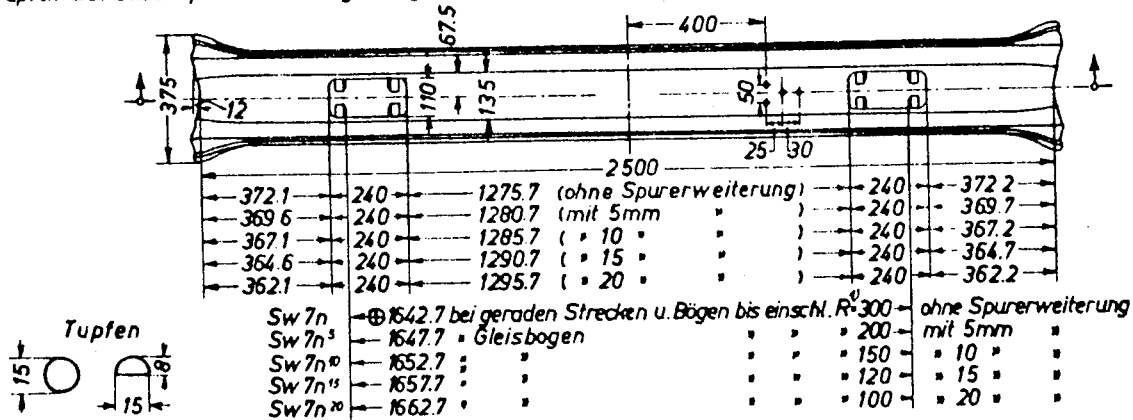 67.5
400
375
12
110
135
50
25 30
2500
372.1 240 1275.7 (ohne Spurerweiterung) 240 372.2
369.6 240 1280.7 (mit 5mm " ) 240 369.7
367.1 240 1285.7 ( " 10 " " ) 240 367.2
364.6 240 1290.7 ( " 15 " " ) 240 364.7
362.1 240 1295.7 ( " 20 " " ) 240 362.2
Sw 7n 1642.7 bei geraden Strecken u. Bögen bis einschl. R=300 ohne Spurerweiterung
Sw 7n⁵ 1647.7 " Gleisbogen " " " 200 mit 5mm "
Sw 7n¹⁰ 1652.7 " " " " " 150 " 10 " "
Sw 7n¹⁵ 1657.7 " " " " " 120 " 15 " "
Sw 7n²⁰ 1662.7 " " " " " 100 " 20 " "
Tupfen
15
8
15